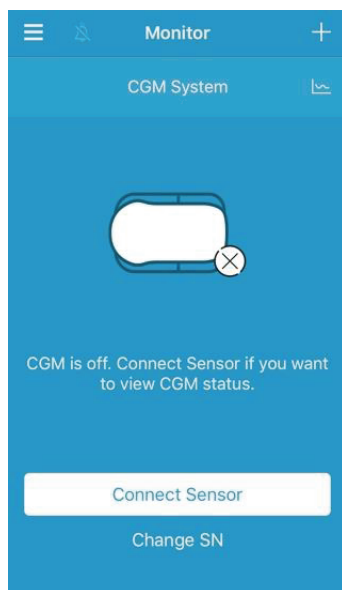 Monitor
CGM System
CGM is off. Connect Sensor if you want
to view CGM status.
Connect Sensor
Change SN